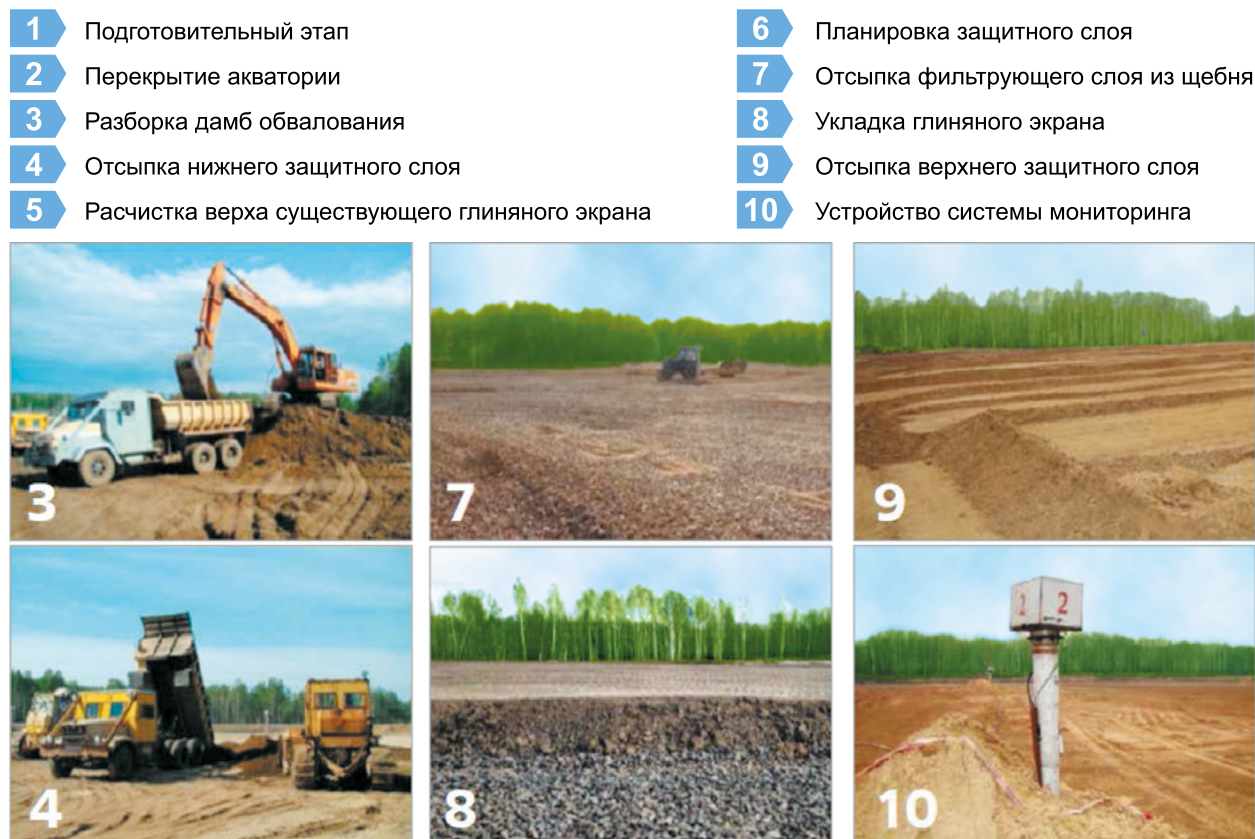 1 Подготовительный этап
2 Перекрытие акватории
3 Разборка дамб обвалования
4 Отсыпка нижнего защитного слоя
5 Расчистка верха существующего глиняного экрана
6 Планировка защитного слоя
7 Отсыпка фильтрующего слоя из щебня
8 Укладка глиняного экрана
9 Отсыпка верхнего защитного слоя
10 Устройство системы мониторинга
3
7
9
4
8
2 2
10